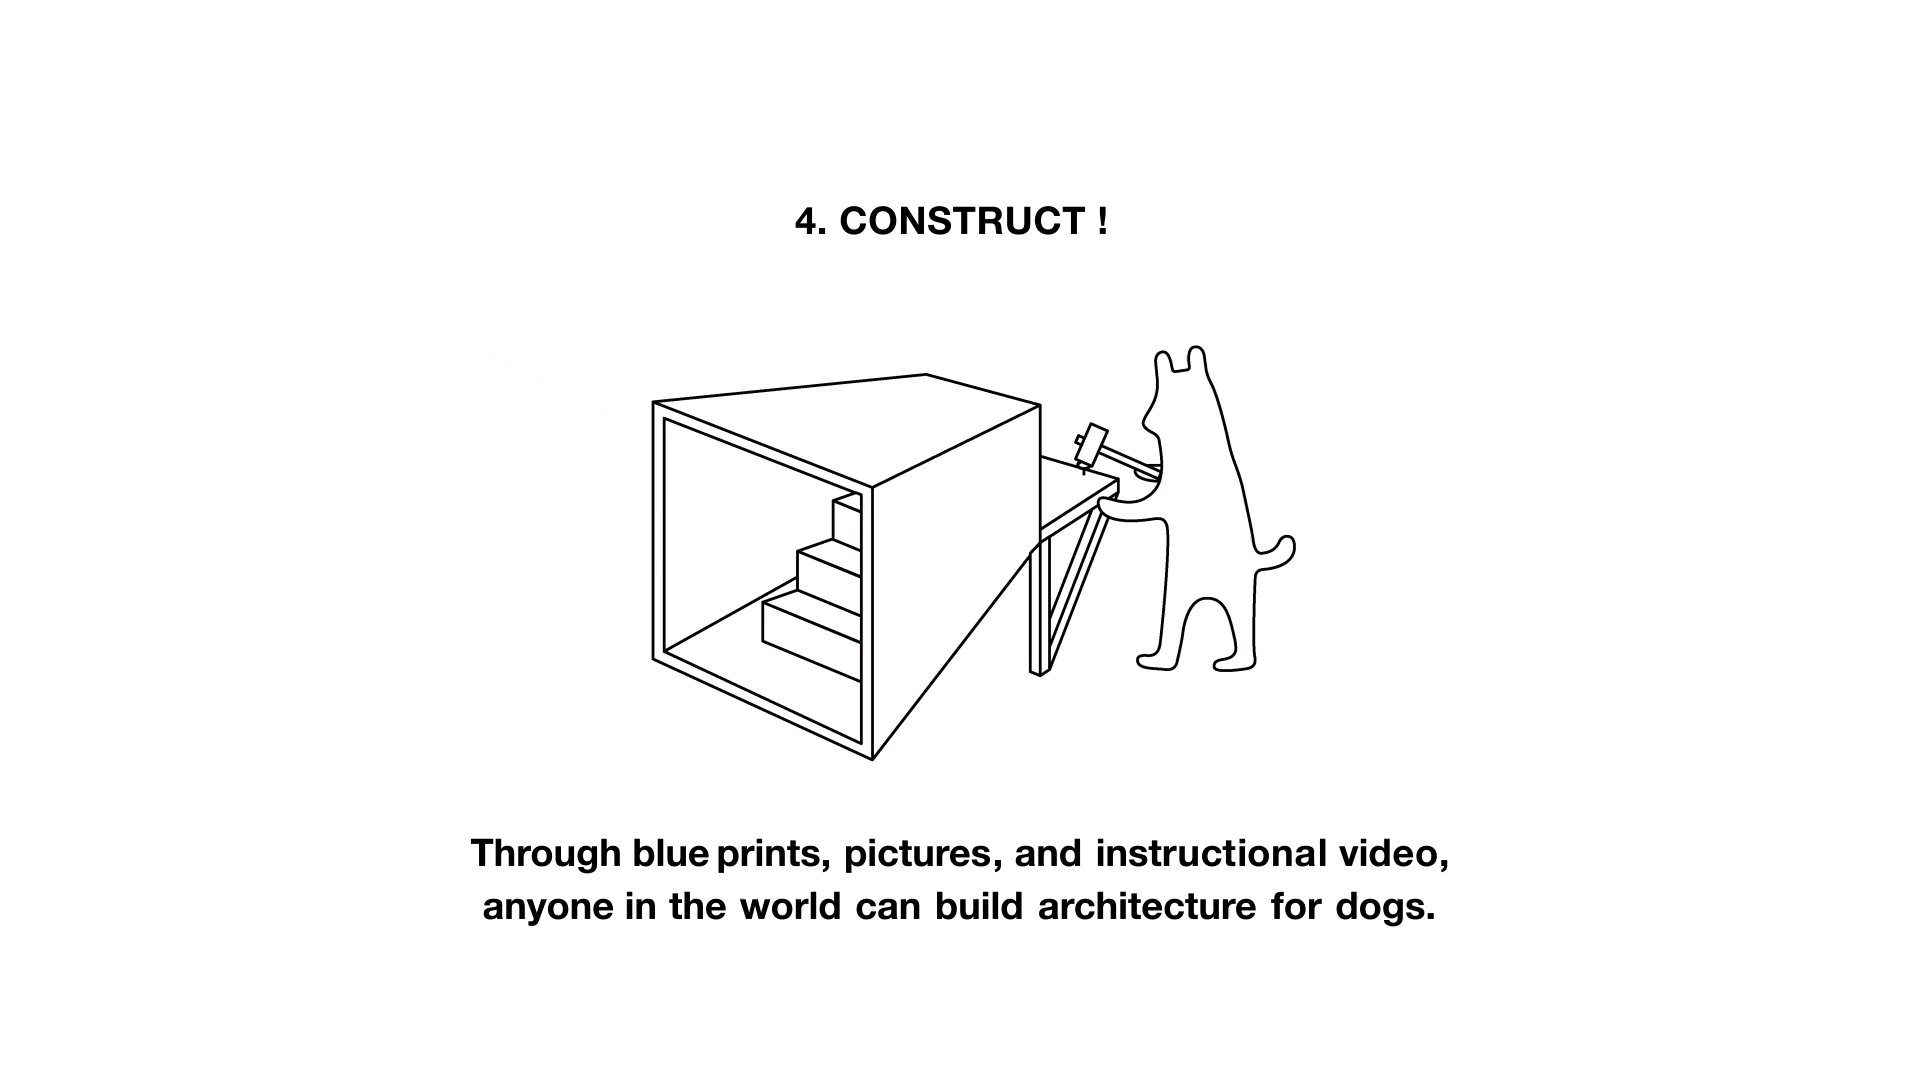 4. CONSTRUCT !
Through blue prints, pictures, and instructional video,
anyone in the world can build architecture for dogs.